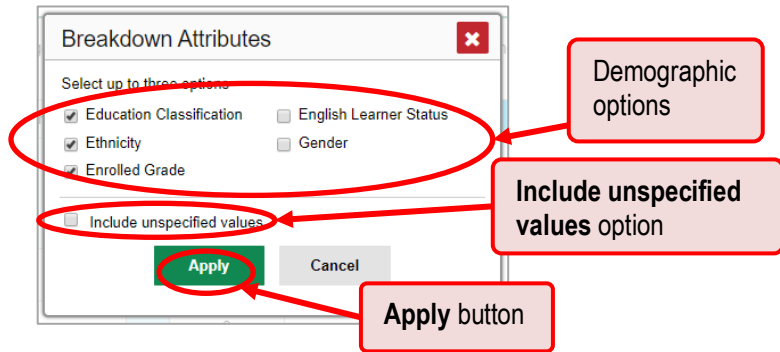 Breakdown Attributes
Select up to three options
Education Classification
English Learner Status
Ethnicity
Gender
Enrolled Grade
Include unspecified values
Apply
Cancel
Demographic
options
Include unspecified
values option
Apply button